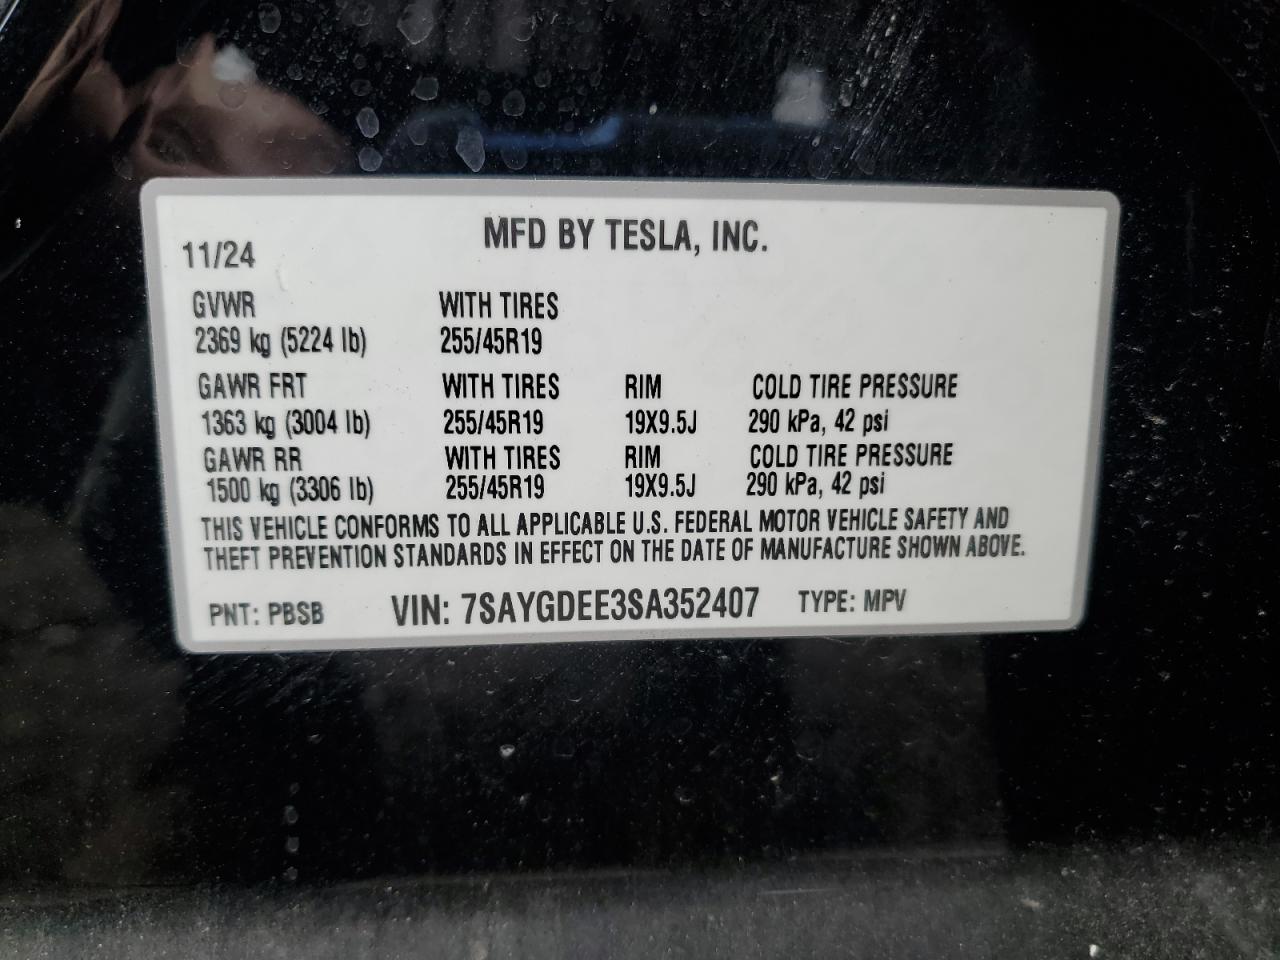 MFD BY TESLA, INC.
11/24
GVWR WITH TIRES
2369 kg (5224 lb) 255/45R19
GAWR FRT WITH TIRES RIM COLD TIRE PRESSURE
1363 kg (3004 lb) 255/45R19 19X9.5J 290 kPa, 42 psi
GAWR RR WITH TIRES RIM COLD TIRE PRESSURE
1500 kg (3306 lb) 255/45R19 19X9.5J 290 kPa, 42 psi
THIS VEHICLE CONFORMS TO ALL APPLICABLE U.S. FEDERAL MOTOR VEHICLE SAFETY AND
THEFT PREVENTION STANDARDS IN EFFECT ON THE DATE OF MANUFACTURE SHOWN ABOVE.
PNT: PBSB VIN: 7SAYGDEE3SA352407 TYPE: MPV